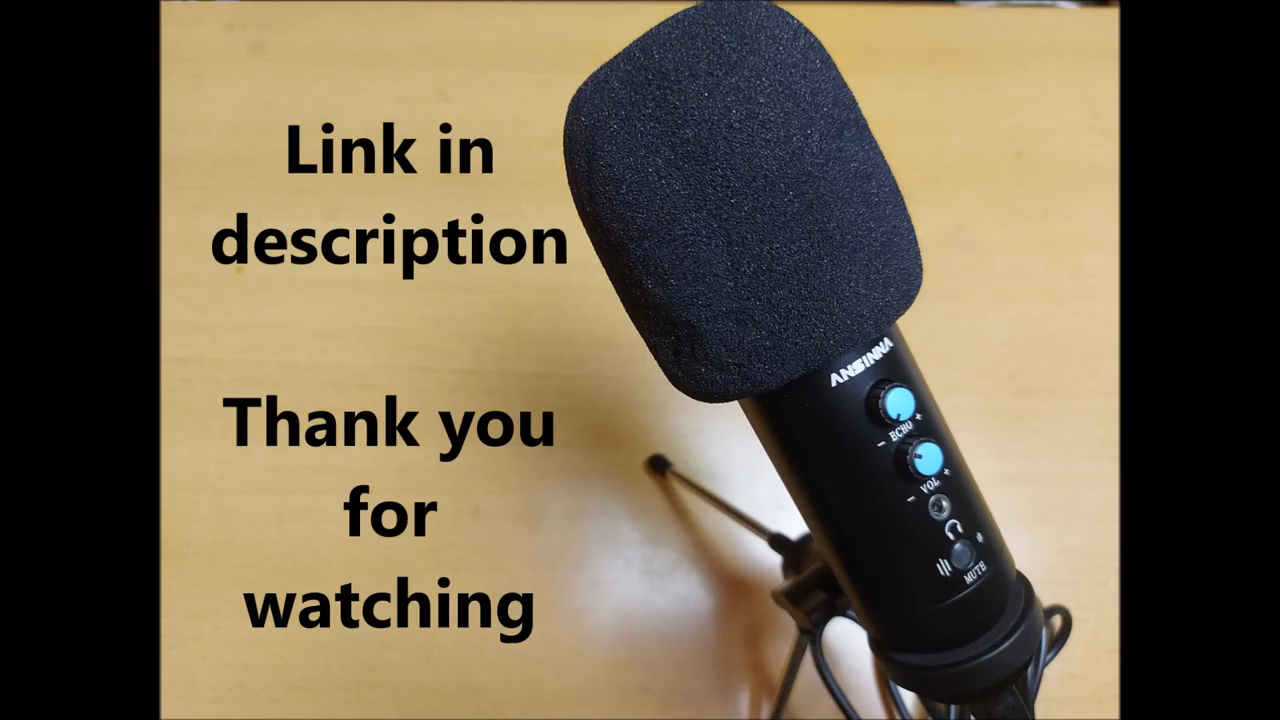 Link in
description
Thank you
for
watching
ANSINNA
- ECHO +
- VOL +
MUTE